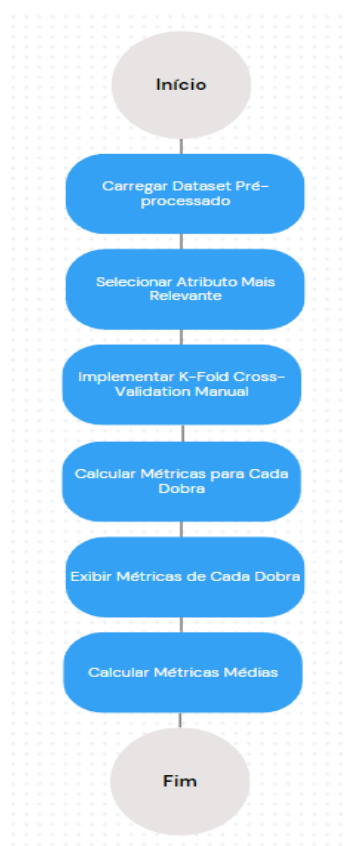 Início
Carregar Dataset Pré-
processado
Selecionar Atributo Mais
Relevante
Implementar K-Fold Cross-
Validation Manual
Calcular Métricas para Cada
Dobra
Exibir Métricas de Cada Dobra
Calcular Métricas Médias
Fim